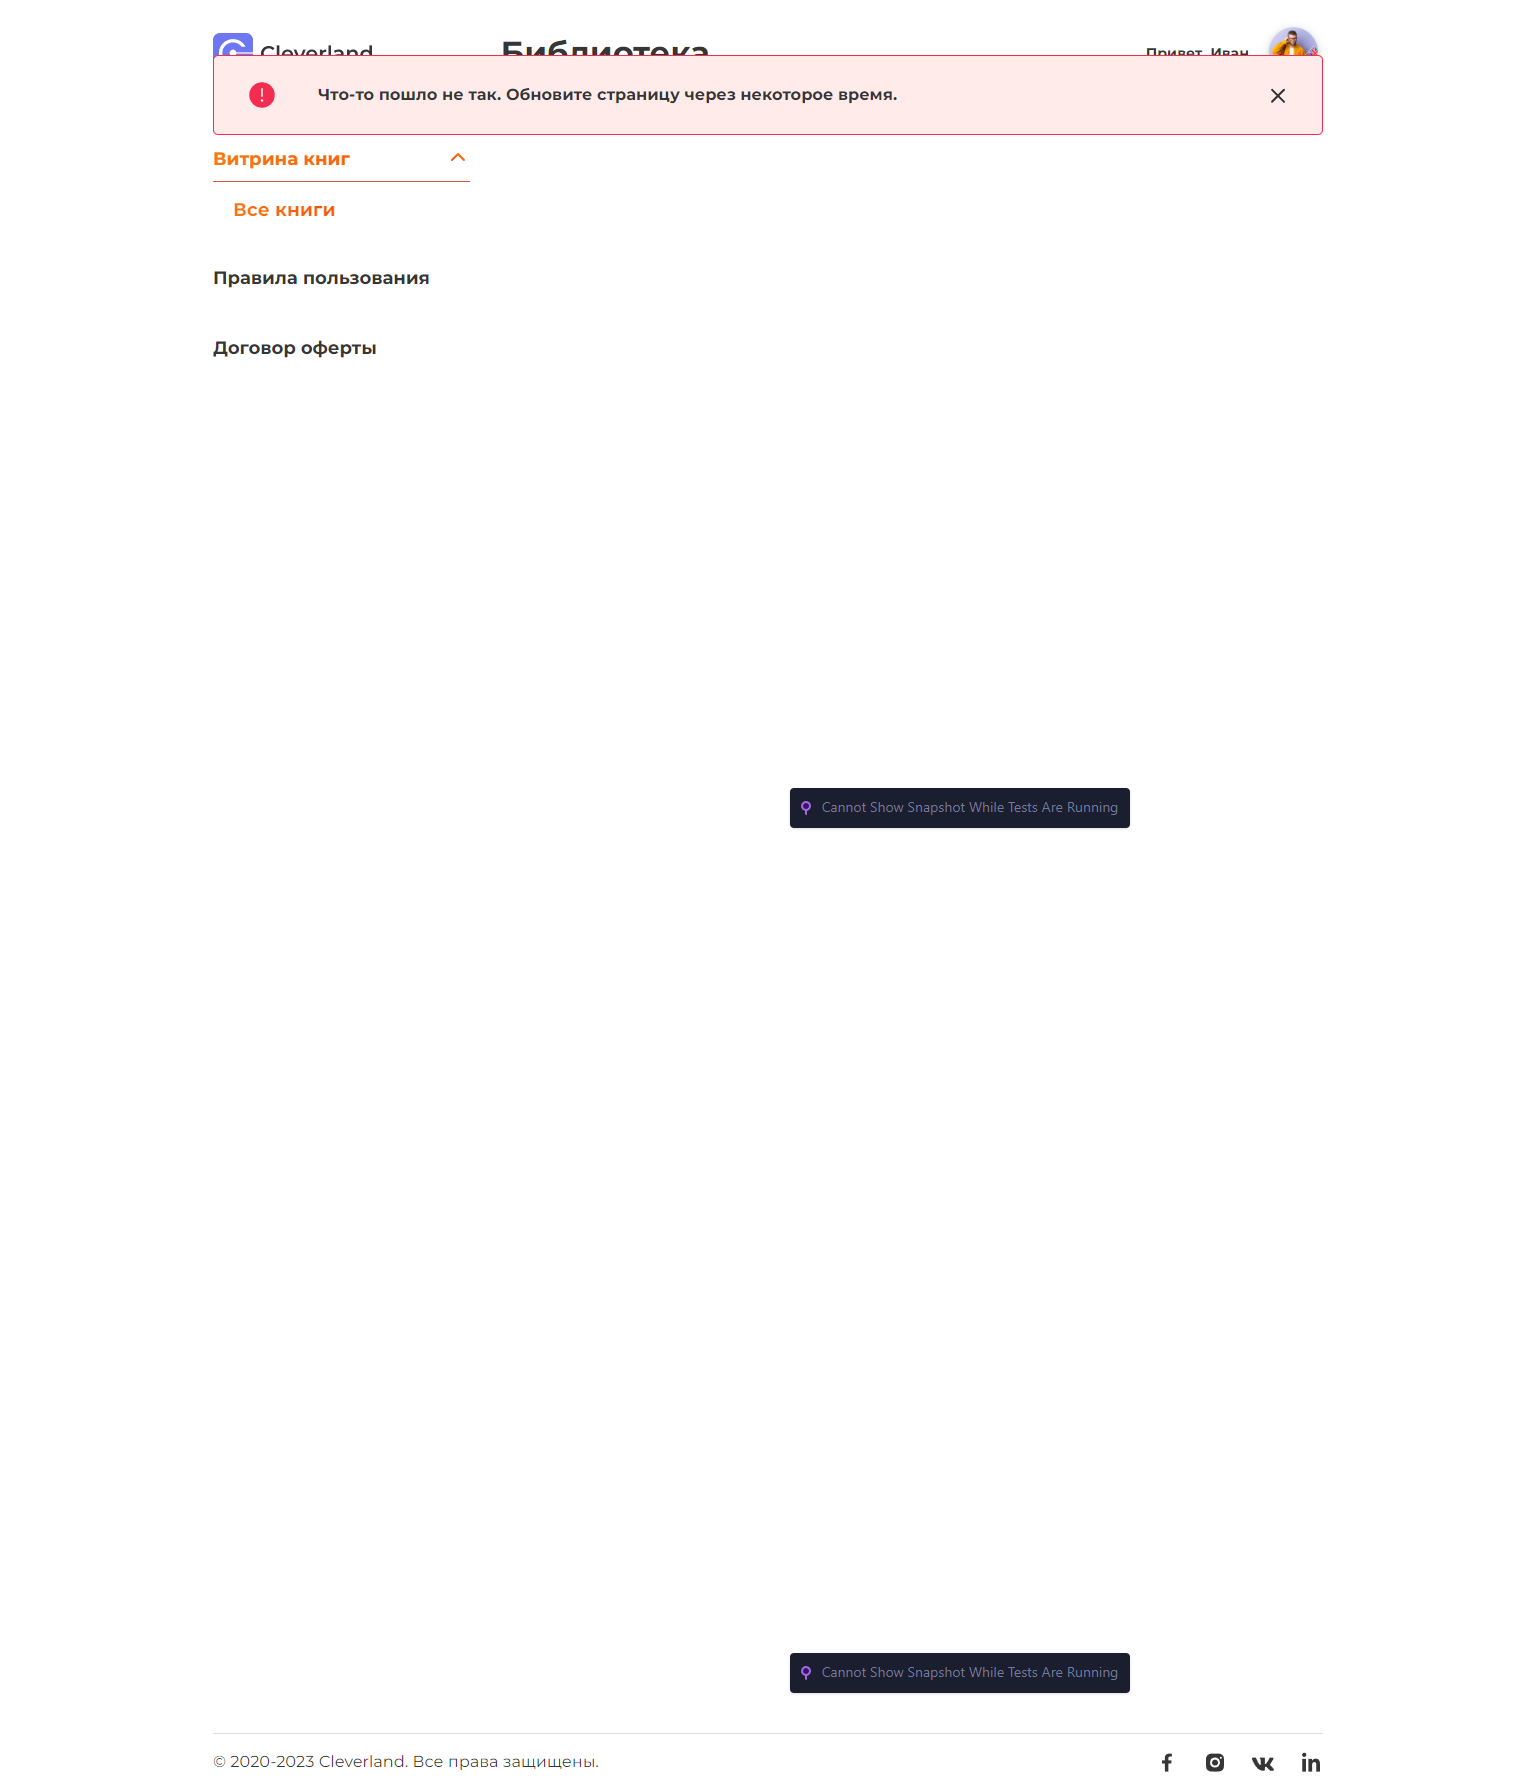 Cleverland
Библиотека
Привет, Иван
Что-то пошло не так. Обновите страницу через некоторое время.
Витрина книг
Все книги
Правила пользования
Договор оферты
Cannot Show Snapshot While Tests Are Running
Cannot Show Snapshot While Tests Are Running
© 2020-2023 Cleverland. Все права защищены.